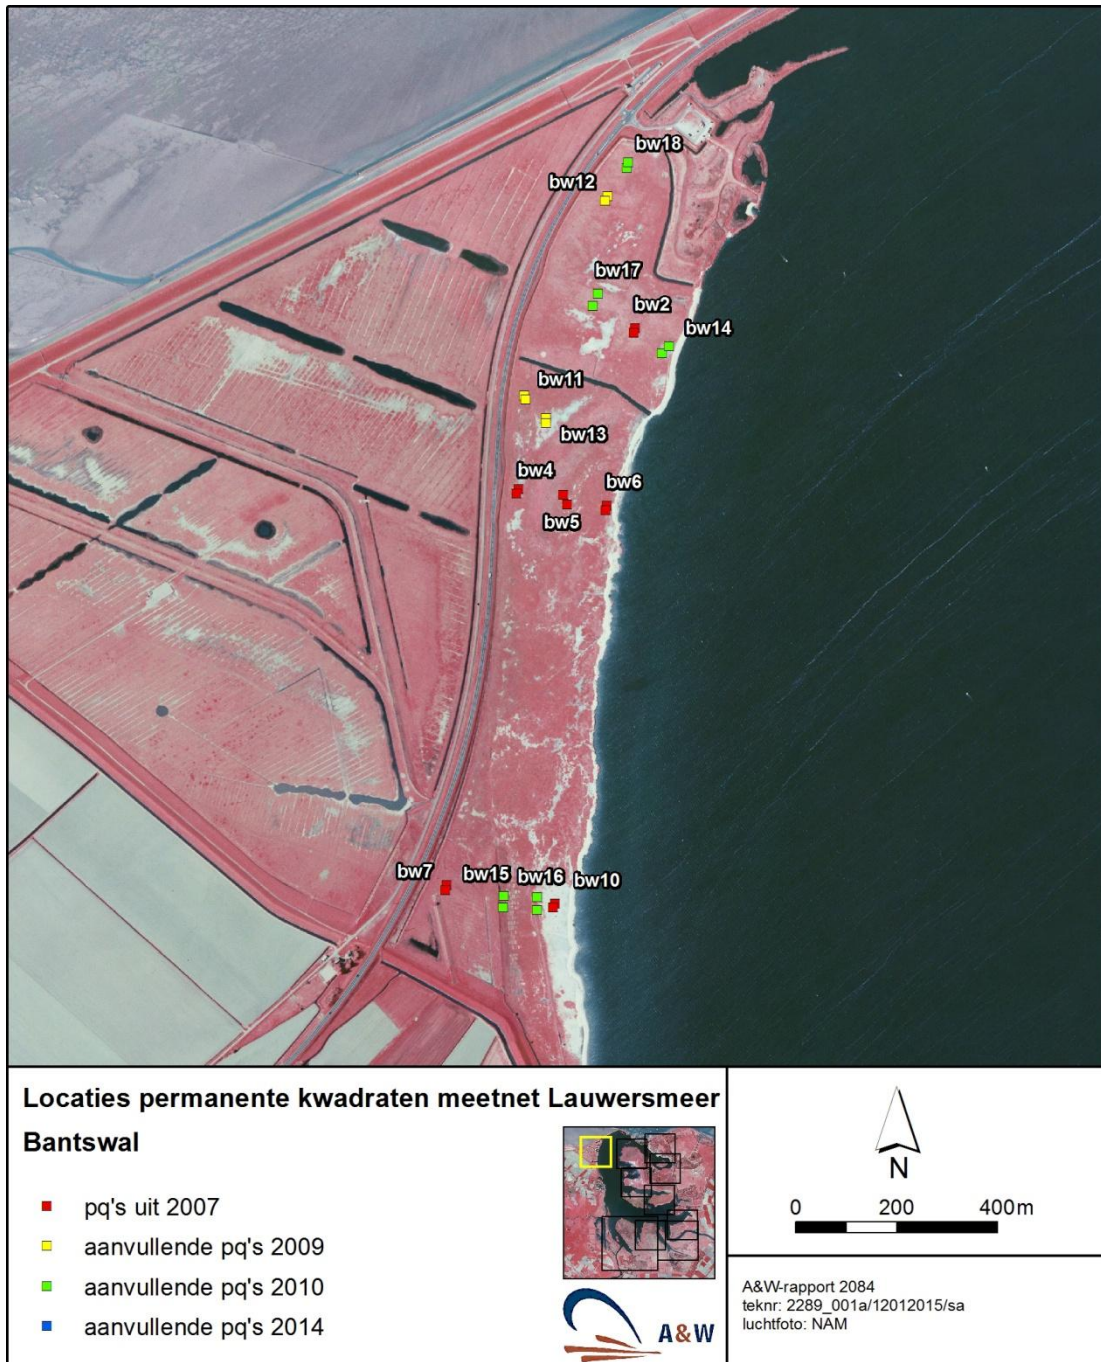 bw18
bw12
bw17
bw2
bw14
bw11
bw13
bw4
bw6
bw5
bw7
bw15
bw16
bw10
Locaties permanente kwadraten meetnet Lauwersmeer
Bantswal
pq's uit 2007
aanvullende pq's 2009
aanvullende pq's 2010
aanvullende pq's 2014
A&W
N
0 200 400m
A&W-rapport 2084
teknr: 2289_001a/12012015/sa
luchtfoto: NAM